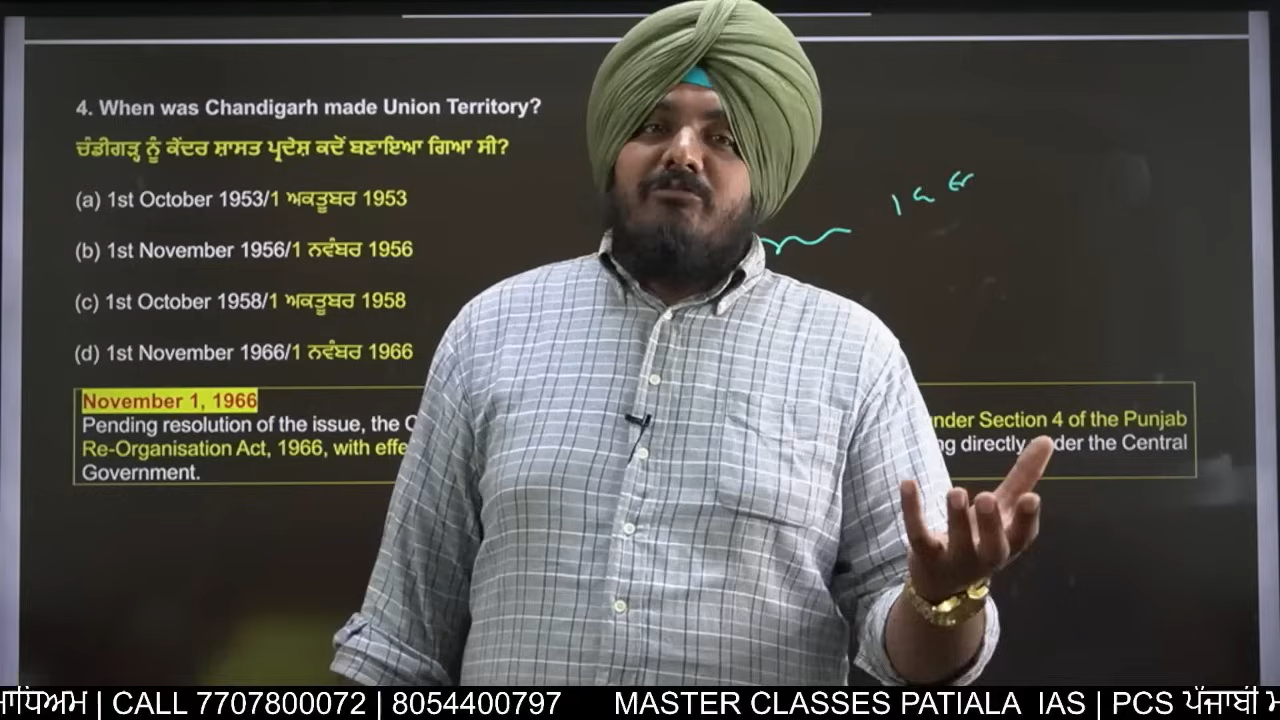 4. When was Chandigarh made Union Territory?
ਚੰਡੀਗੜ੍ਹ ਨੂੰ ਕੇਂਦਰ ਸ਼ਾਸਤ ਪ੍ਰਦੇਸ਼ ਕਦੋਂ ਬਣਾਇਆ ਗਿਆ ਸੀ?
(a) 1st October 1953/1 ਅਕਤੂਬਰ 1953
(b) 1st November 1956/1 ਨਵੰਬਰ 1956
(c) 1st October 1958/1 ਅਕਤੂਬਰ 1958
(d) 1st November 1966/1 ਨਵੰਬਰ 1966
November 1, 1966
Pending resolution of the issue, the Section 4 of the Punjab
Re-Organisation Act, 1966, with directly under the Central
Government.
| CALL 7707800072 | 8054400797 MASTER CLASSES PATIALA IAS | PCS ਪੰਜਾਬੀ